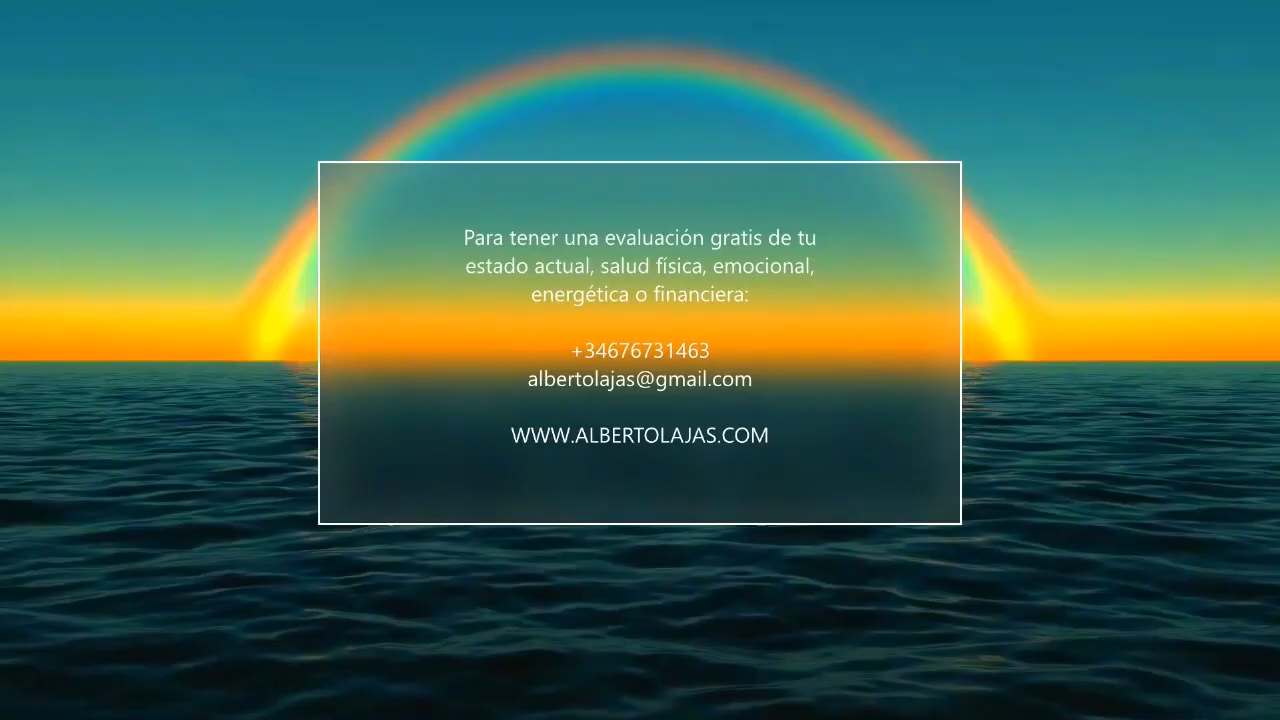 Para tener una evaluación gratis de tu
estado actual, salud física, emocional,
energética o financiera:
+34676731463
albertolajas@gmail.com
WWW.ALBERTOLAJAS.COM